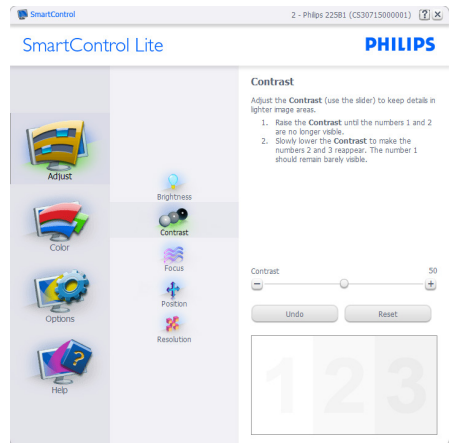 SmartControl
2 - Philips 225B1 (CS30715000001)
?
SmartControl Lite
PHILIPS
Adjust
Color
Options
Help
Brightness
Contrast
Focus
Position
Resolution
Contrast
Adjust the Contrast (use the slider) to keep details in
lighter image areas.
1. Raise the Contrast until the numbers 1 and 2
are no longer visible.
2. Slowly lower the Contrast to make the
numbers 2 and 3 reappear. The number 1
should remain barely visible.
Contrast 50
Undo Reset
1 2 3